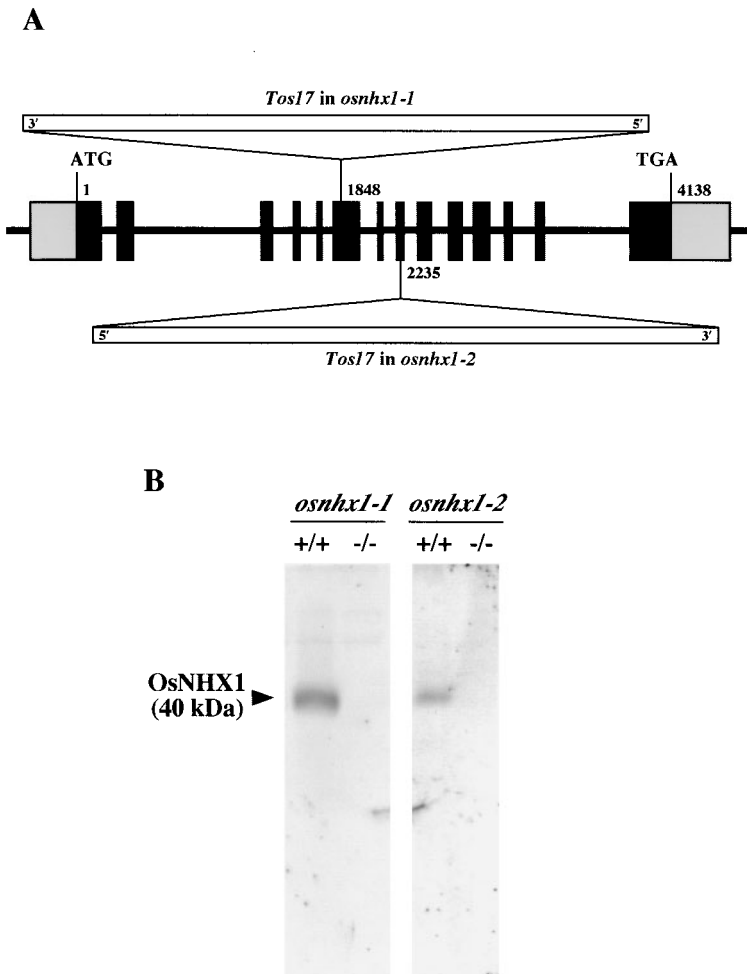 A
Tos17 in osnhx1-1
3' 5'
ATG TGA
1 1848 4138
2235
5' 3'
Tos17 in osnhx1-2
B
osnhx1-1 osnhx1-2
+/+ -/- +/+ -/-
OsNHX1
(40 kDa)